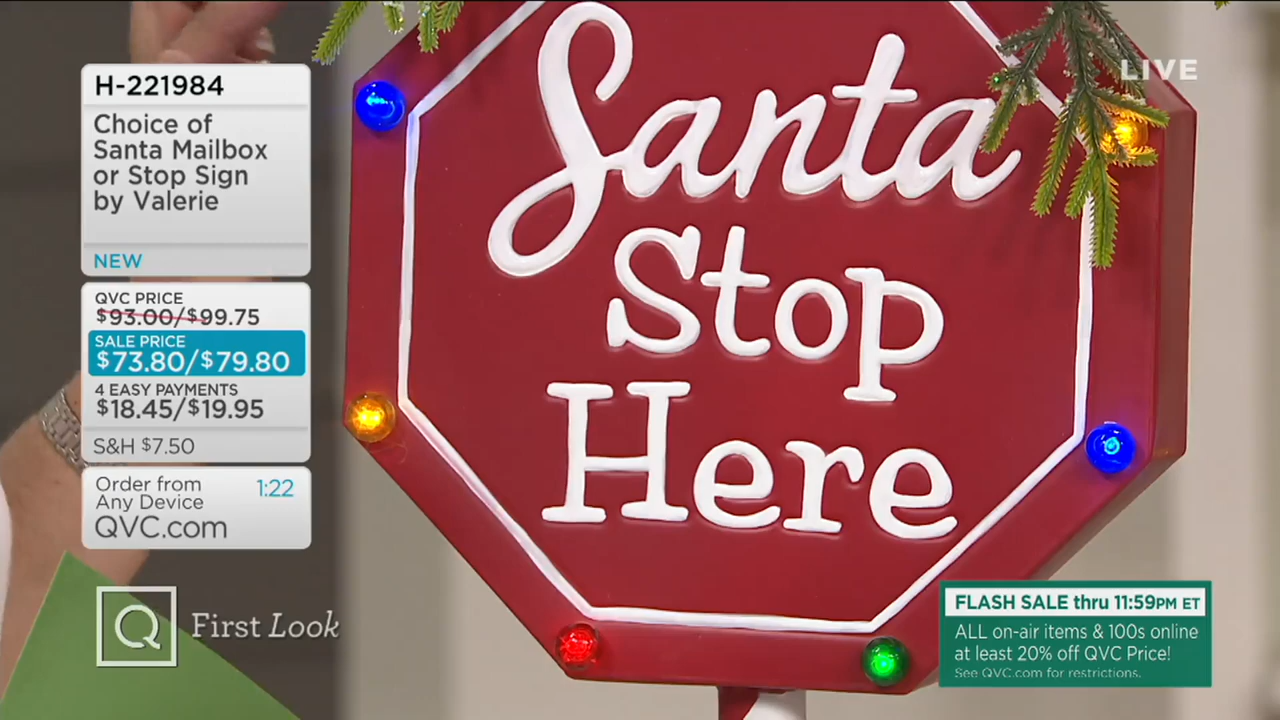 H-221984
Choice of
Santa Mailbox
or Stop Sign
by Valerie
NEW
QVC PRICE
$93.00/$99.75
SALE PRICE
$73.80/$79.80
4 EASY PAYMENTS
$18.45/$19.95
S&H $7.50
Order from
Any Device
1:22
QVC.com
Q First Look
Santa
Stop
Here
LIVE
FLASH SALE thru 11:59PM ET
ALL on-air items & 100s online
at least 20% off QVC Price!
See QVC.com for restrictions.